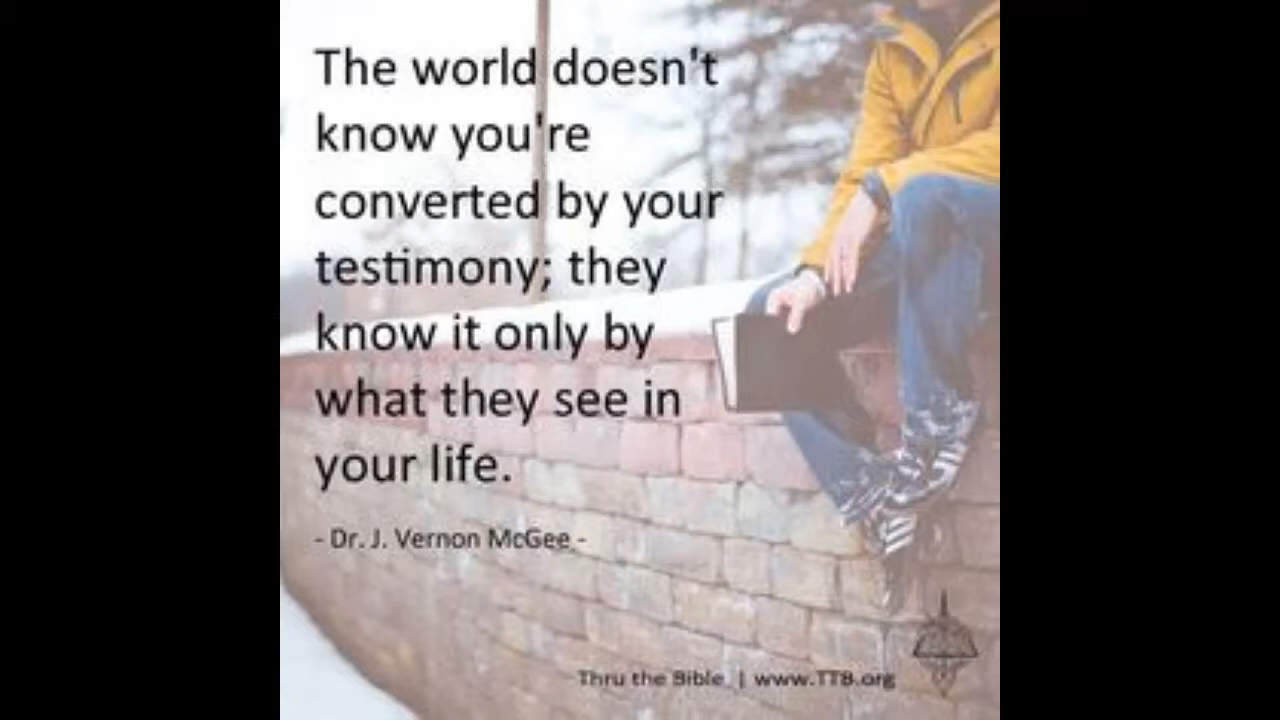 The world doesn't
know you're
converted by your
testimony; they
know it only by
what they see in
your life.
- Dr. J. Vernon McGee -
Thru the Bible | www.TTB.org